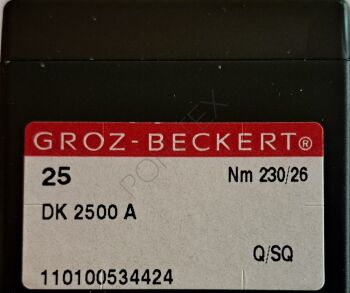 GROZ-BECKERT®
25 Nm 230/26
DK 2500 A
Q/SQ
110100534424